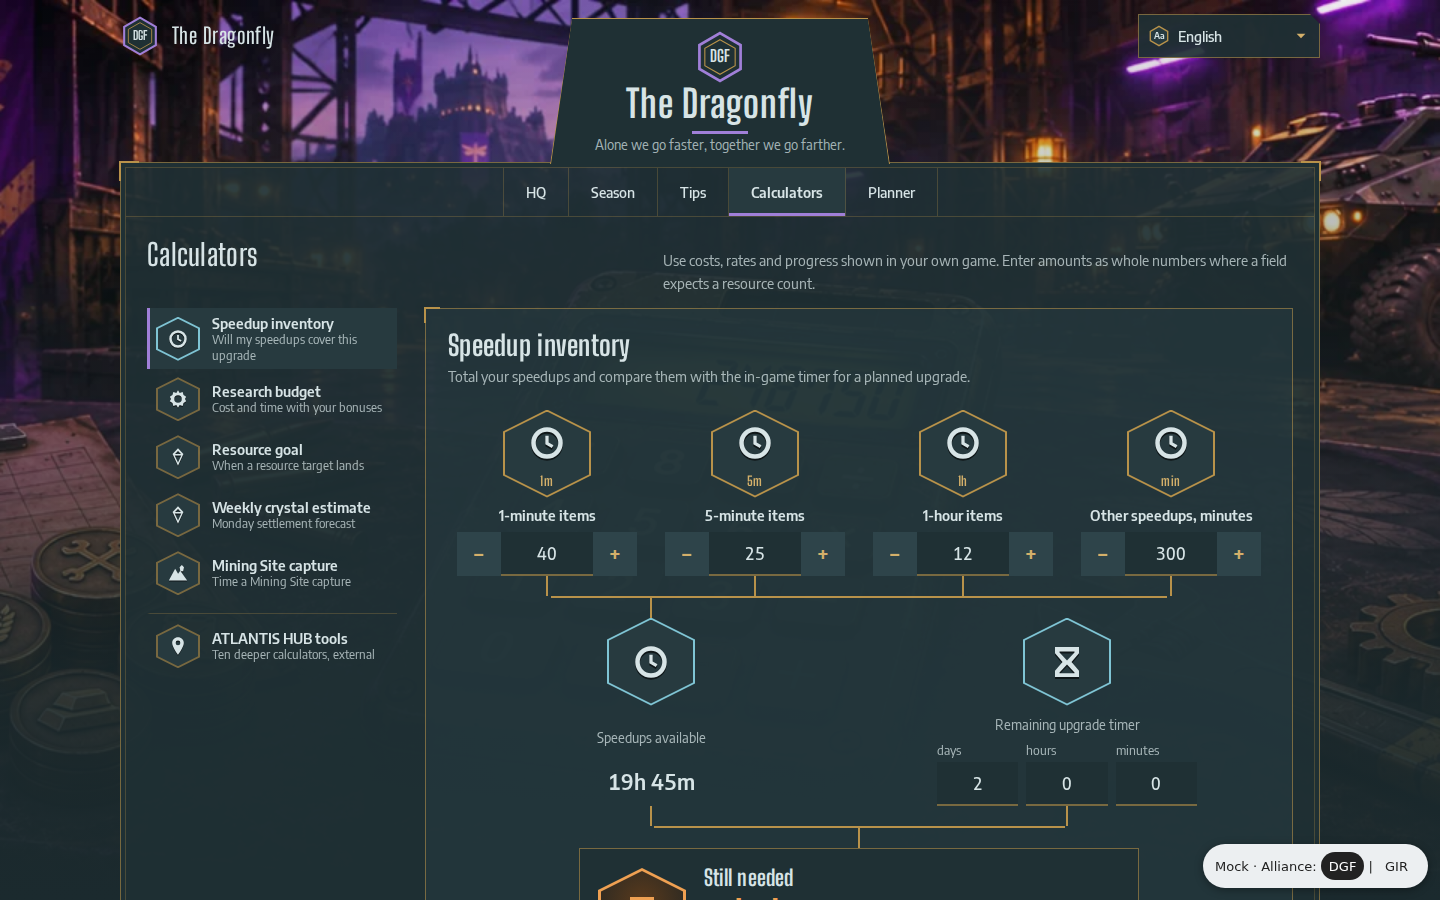 DGF
The Dragonfly
Aa
English
DGF
The Dragonfly
Alone we go faster, together we go farther.
HQ
Season
Tips
Calculators
Planner
Calculators
Use costs, rates and progress shown in your own game. Enter amounts as whole numbers where a field
expects a resource count.
Speedup inventory
Will my speedups cover this
upgrade
Research budget
Cost and time with your bonuses
Resource goal
When a resource target lands
Weekly crystal estimate
Monday settlement forecast
Mining Site capture
Time a Mining Site capture
ATLANTIS HUB tools
Ten deeper calculators, external
Speedup inventory
Total your speedups and compare them with the in-game timer for a planned upgrade.
1m
5m
1h
min
1-minute items
5-minute items
1-hour items
Other speedups, minutes
− 40 +
− 25 +
− 12 +
− 300 +
Speedups available
19h 45m
Remaining upgrade timer
days
hours
minutes
2
0
0
Still needed
Mock · Alliance: DGF | GIR